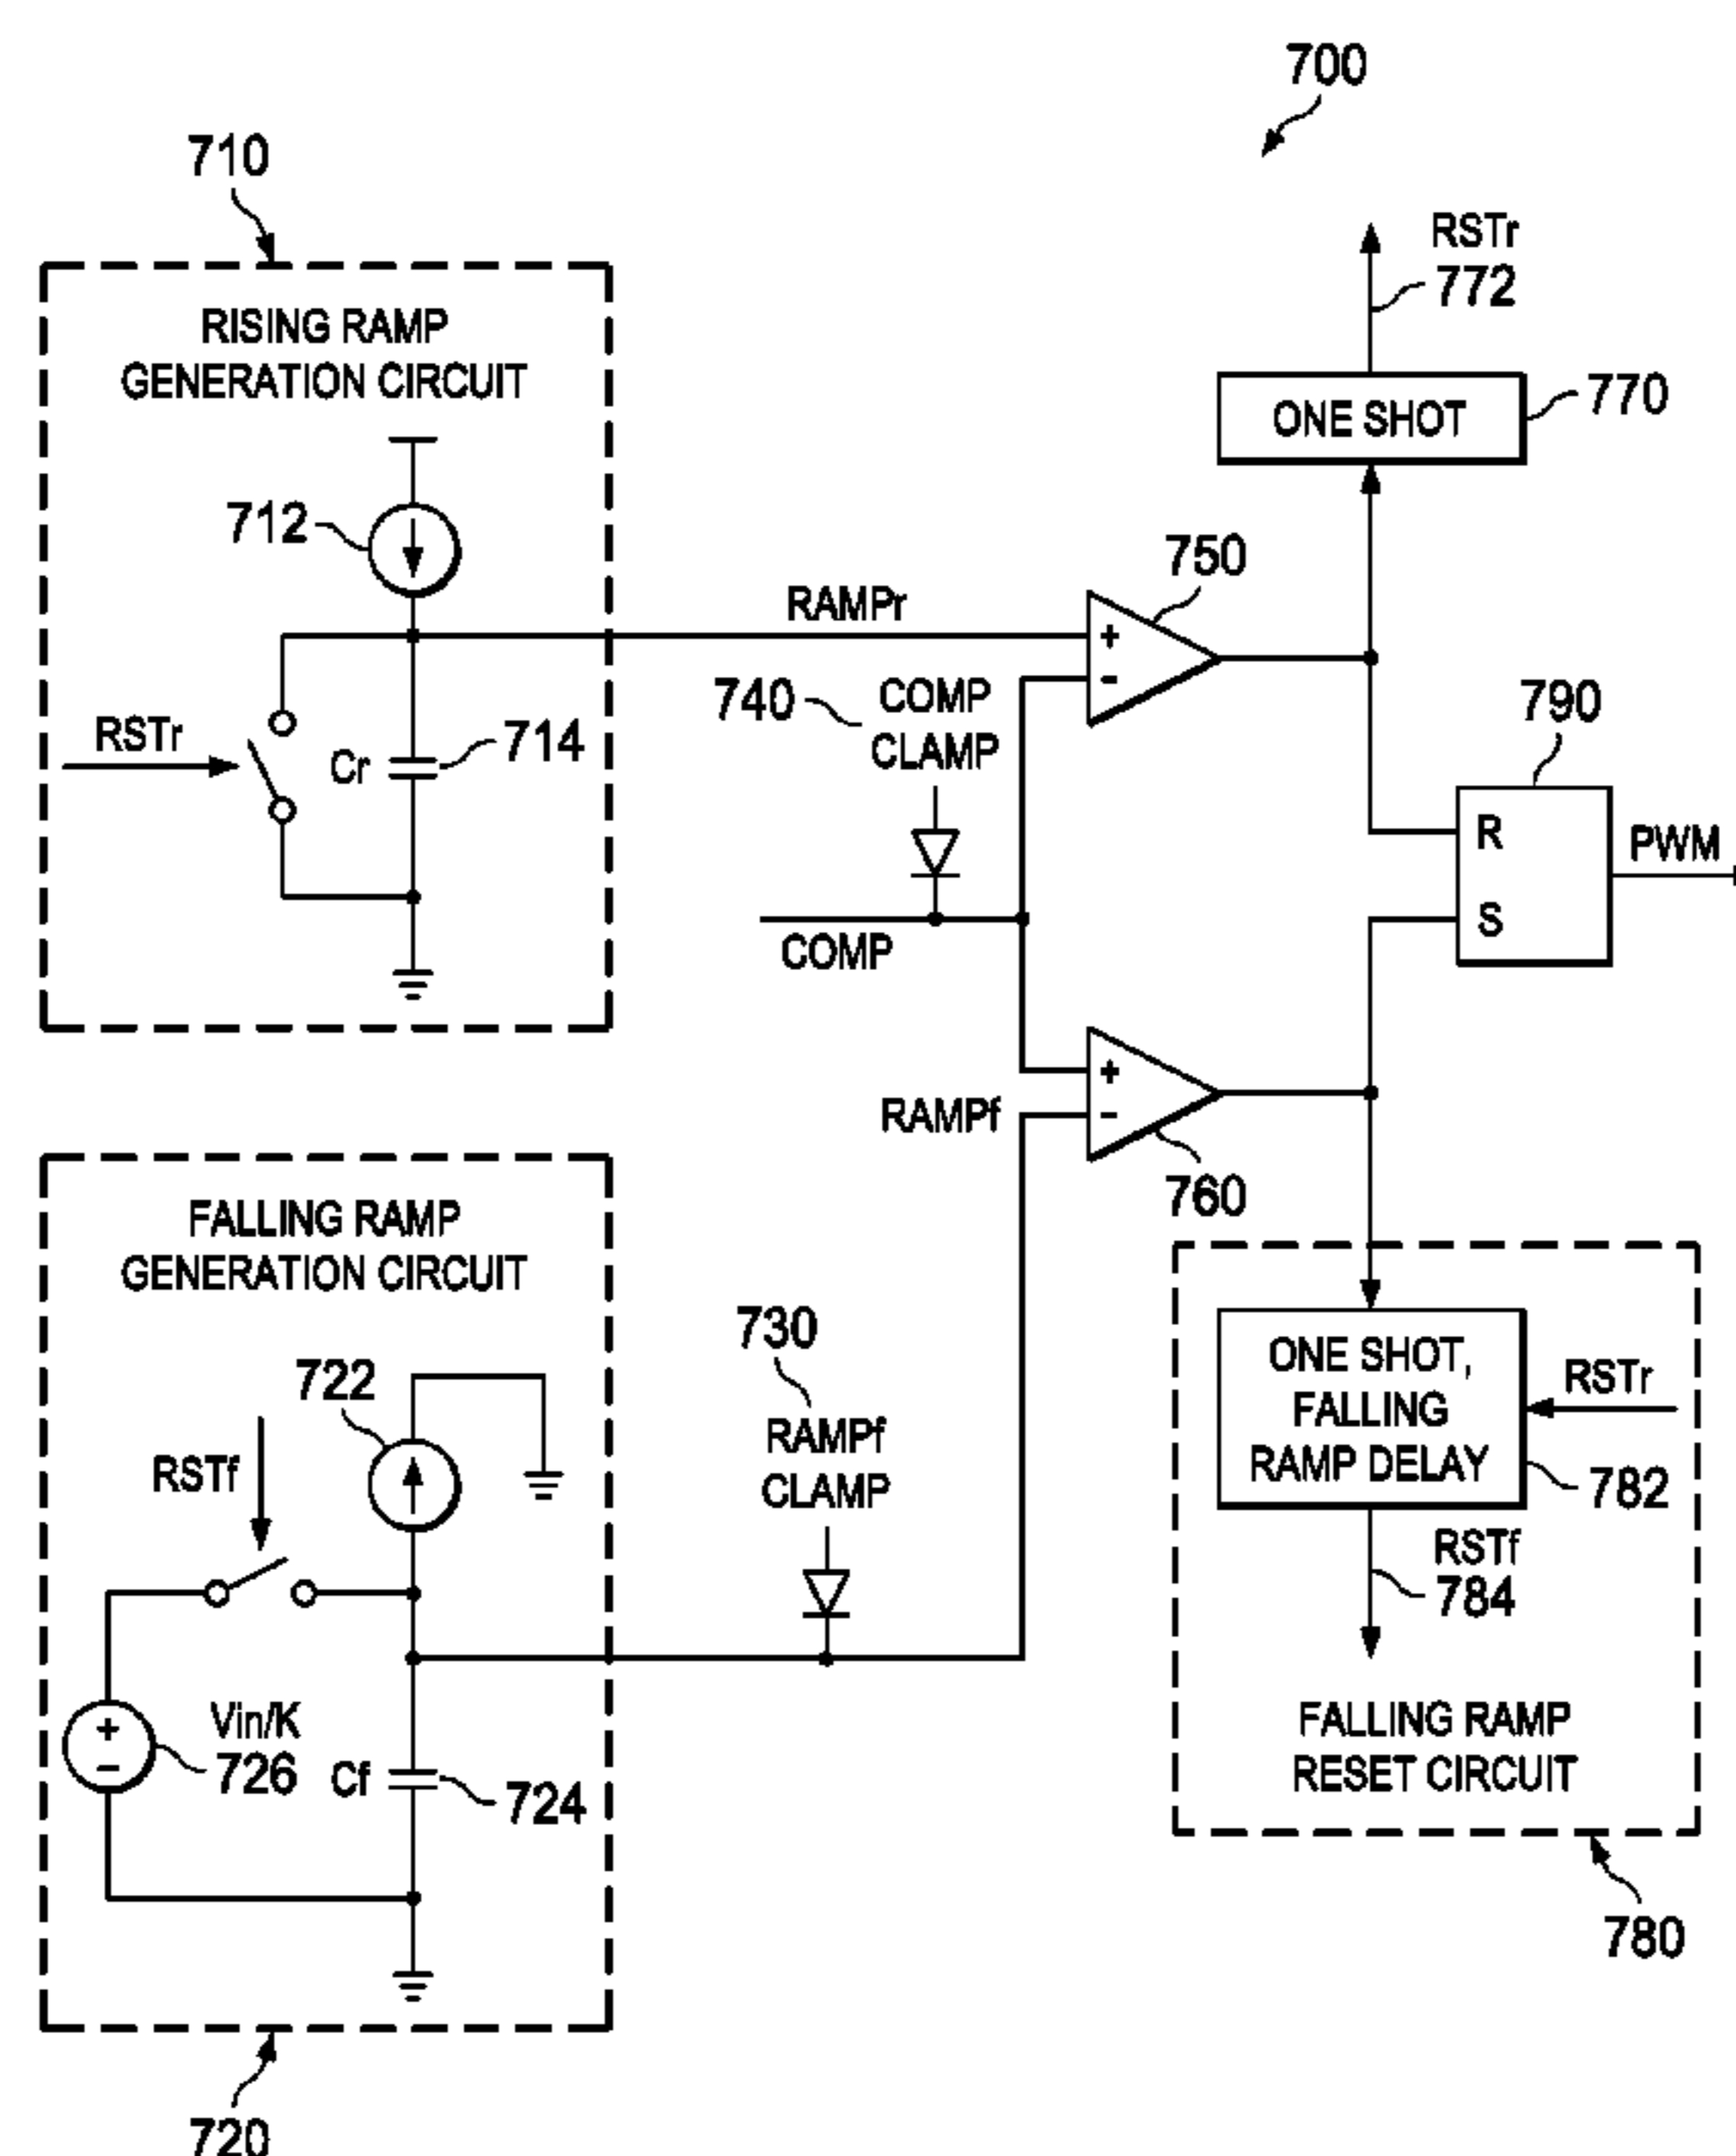 700
710
RISING RAMP
GENERATION CIRCUIT
712
RSTr
Cr
714
RAMPr
740
COMP
CLAMP
COMP
+
-
750
RSTr
772
ONE SHOT
770
790
R
S
PWM
+
-
760
RAMPf
FALLING RAMP
GENERATION CIRCUIT
722
RSTf
Vin/K
+
-
726
Cf
724
720
730
RAMPf
CLAMP
ONE SHOT,
FALLING
RAMP DELAY
RSTr
782
RSTf
784
FALLING RAMP
RESET CIRCUIT
780